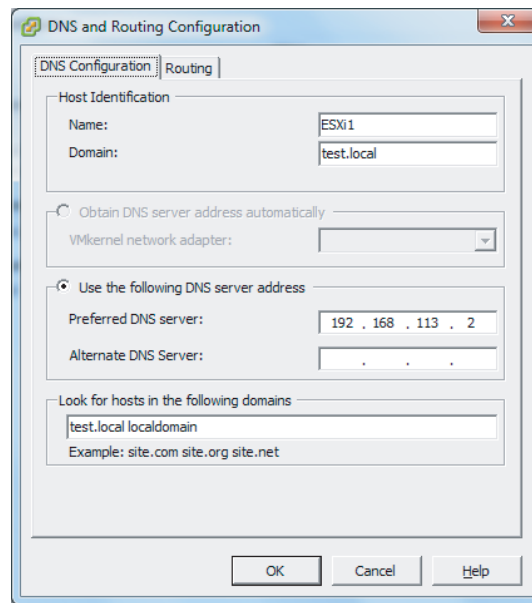 DNS and Routing Configuration
DNS Configuration Routing
Host Identification
Name: ESXi1
Domain: test.local
Obtain DNS server address automatically
VMkernel network adapter:
Use the following DNS server address
Preferred DNS server: 192 . 168 . 113 . 2
Alternate DNS Server: . . .
Look for hosts in the following domains
test.local localdomain
Example: site.com site.org site.net
OK Cancel Help